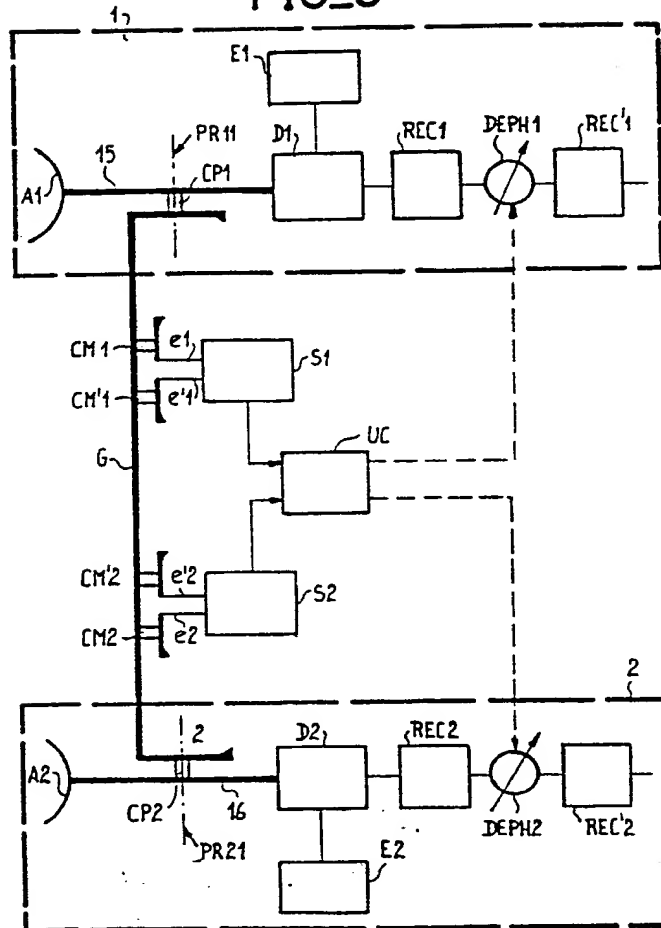 1
E1
PR11
D1
REC1
DEPH1
REC'1
15
CP1
A1
CM1
e1
S1
CM'1
e'1
G
UC
CM'2
e'2
S2
CM2
e2
2
2
D2
REC2
A2
CP2
16
DEPH2
REC'2
PR21
E2